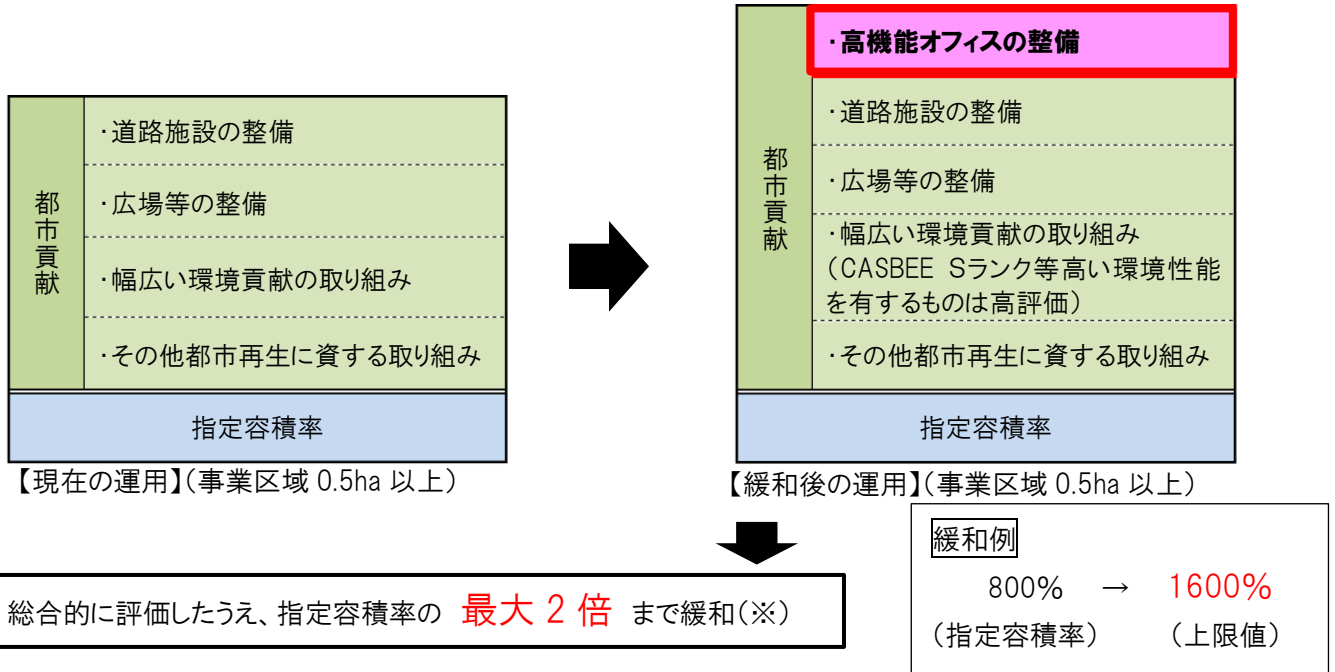 都市貢献
・道路施設の整備
・広場等の整備
・幅広い環境貢献の取り組み
・その他都市再生に資する取り組み
指定容積率
【現在の運用】（事業区域 0.5ha 以上）
都市貢献
・高機能オフィスの整備
・道路施設の整備
・広場等の整備
・幅広い環境貢献の取り組み
（CASBEE Sランク等高い環境性能
を有するものは高評価）
・その他都市再生に資する取り組み
指定容積率
【緩和後の運用】（事業区域 0.5ha 以上）
総合的に評価したうえ、指定容積率の 最大 2 倍 まで緩和（※）
緩和例
800% → 1600%
（指定容積率） （上限値）